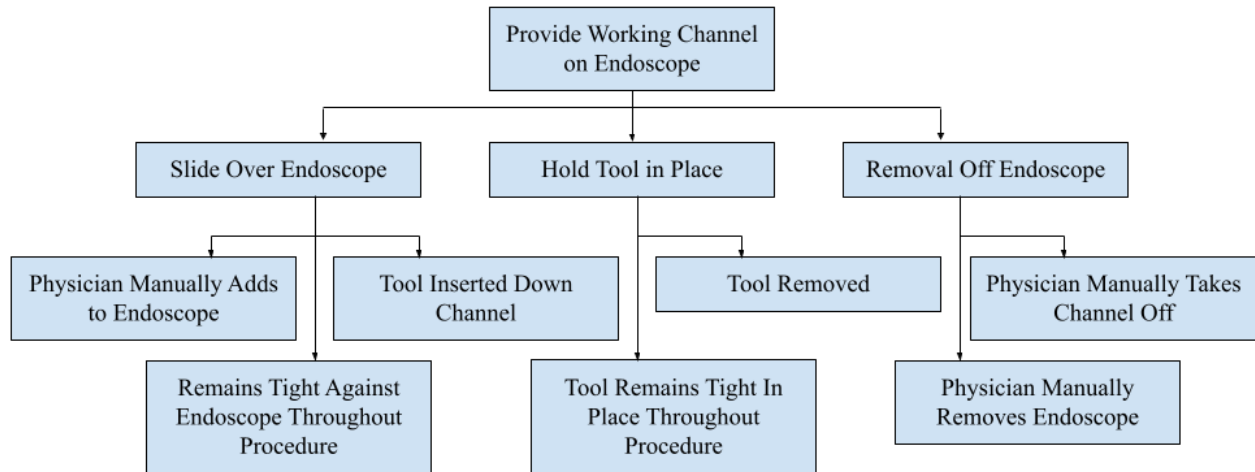 Provide Working Channel
on Endoscope
Slide Over Endoscope
Hold Tool in Place
Removal Off Endoscope
Physician Manually Adds
to Endoscope
Tool Inserted Down
Channel
Tool Removed
Physician Manually Takes
Channel Off
Remains Tight Against
Endoscope Throughout
Procedure
Tool Remains Tight In
Place Throughout
Procedure
Physician Manually
Removes Endoscope